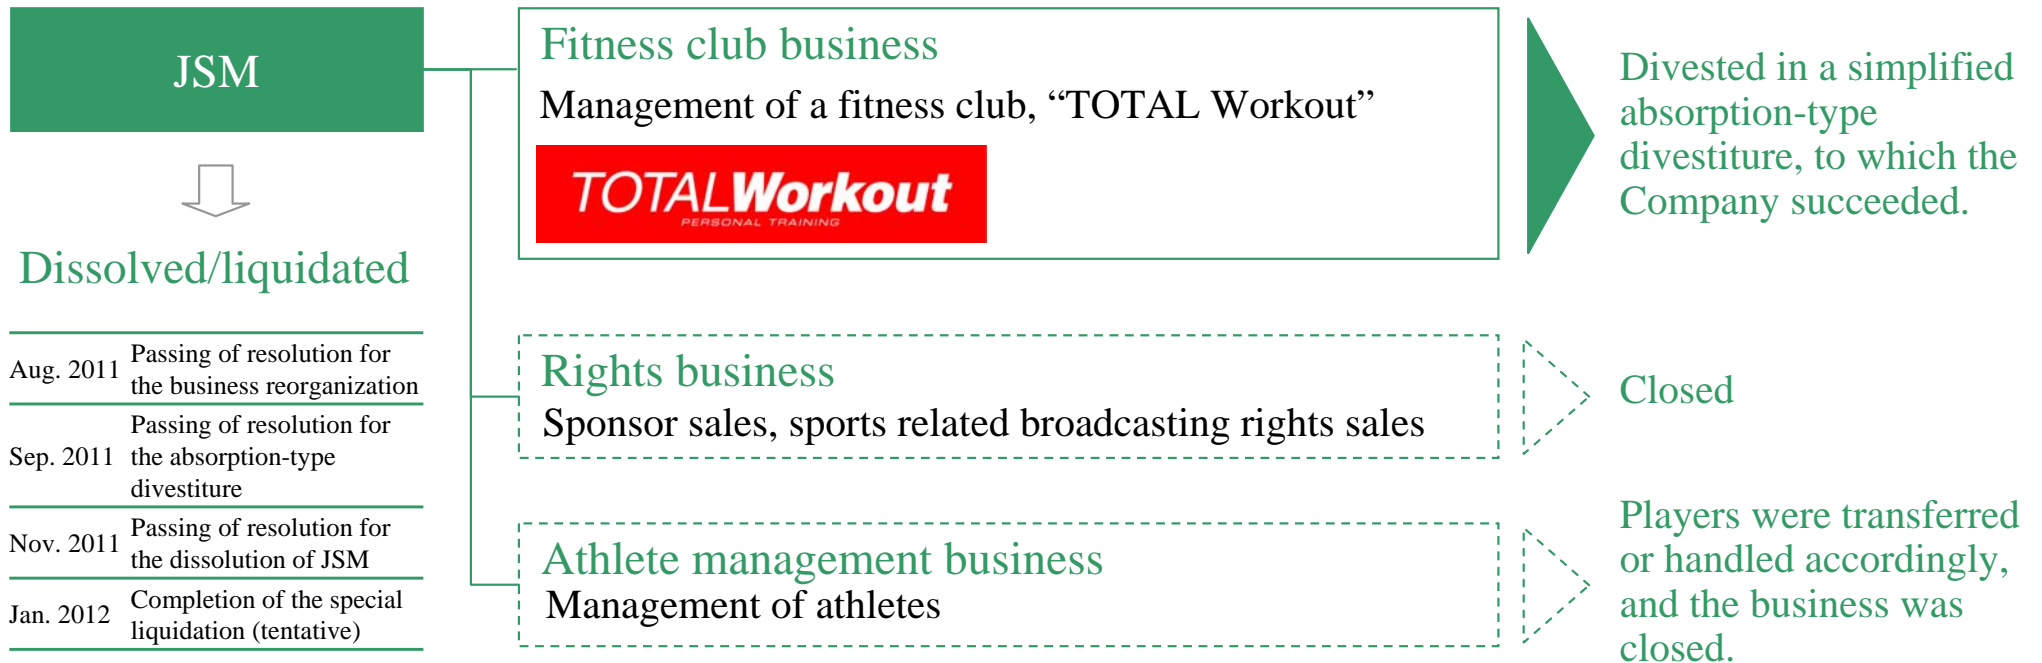 JSM
Dissolved/liquidated
Aug. 2011 Passing of resolution for
the business reorganization
Sep. 2011 Passing of resolution for
the absorption-type
divestiture
Nov. 2011 Passing of resolution for
the dissolution of JSM
Jan. 2012 Completion of the special
liquidation (tentative)
Fitness club business
Management of a fitness club, “TOTAL Workout”
TOTALWorkout
PERSONAL TRAINING
Divested in a simplified
absorption-type
divestiture, to which the
Company succeeded.
Rights business
Sponsor sales, sports related broadcasting rights sales
Closed
Athlete management business
Management of athletes
Players were transferred
or handled accordingly,
and the business was
closed.